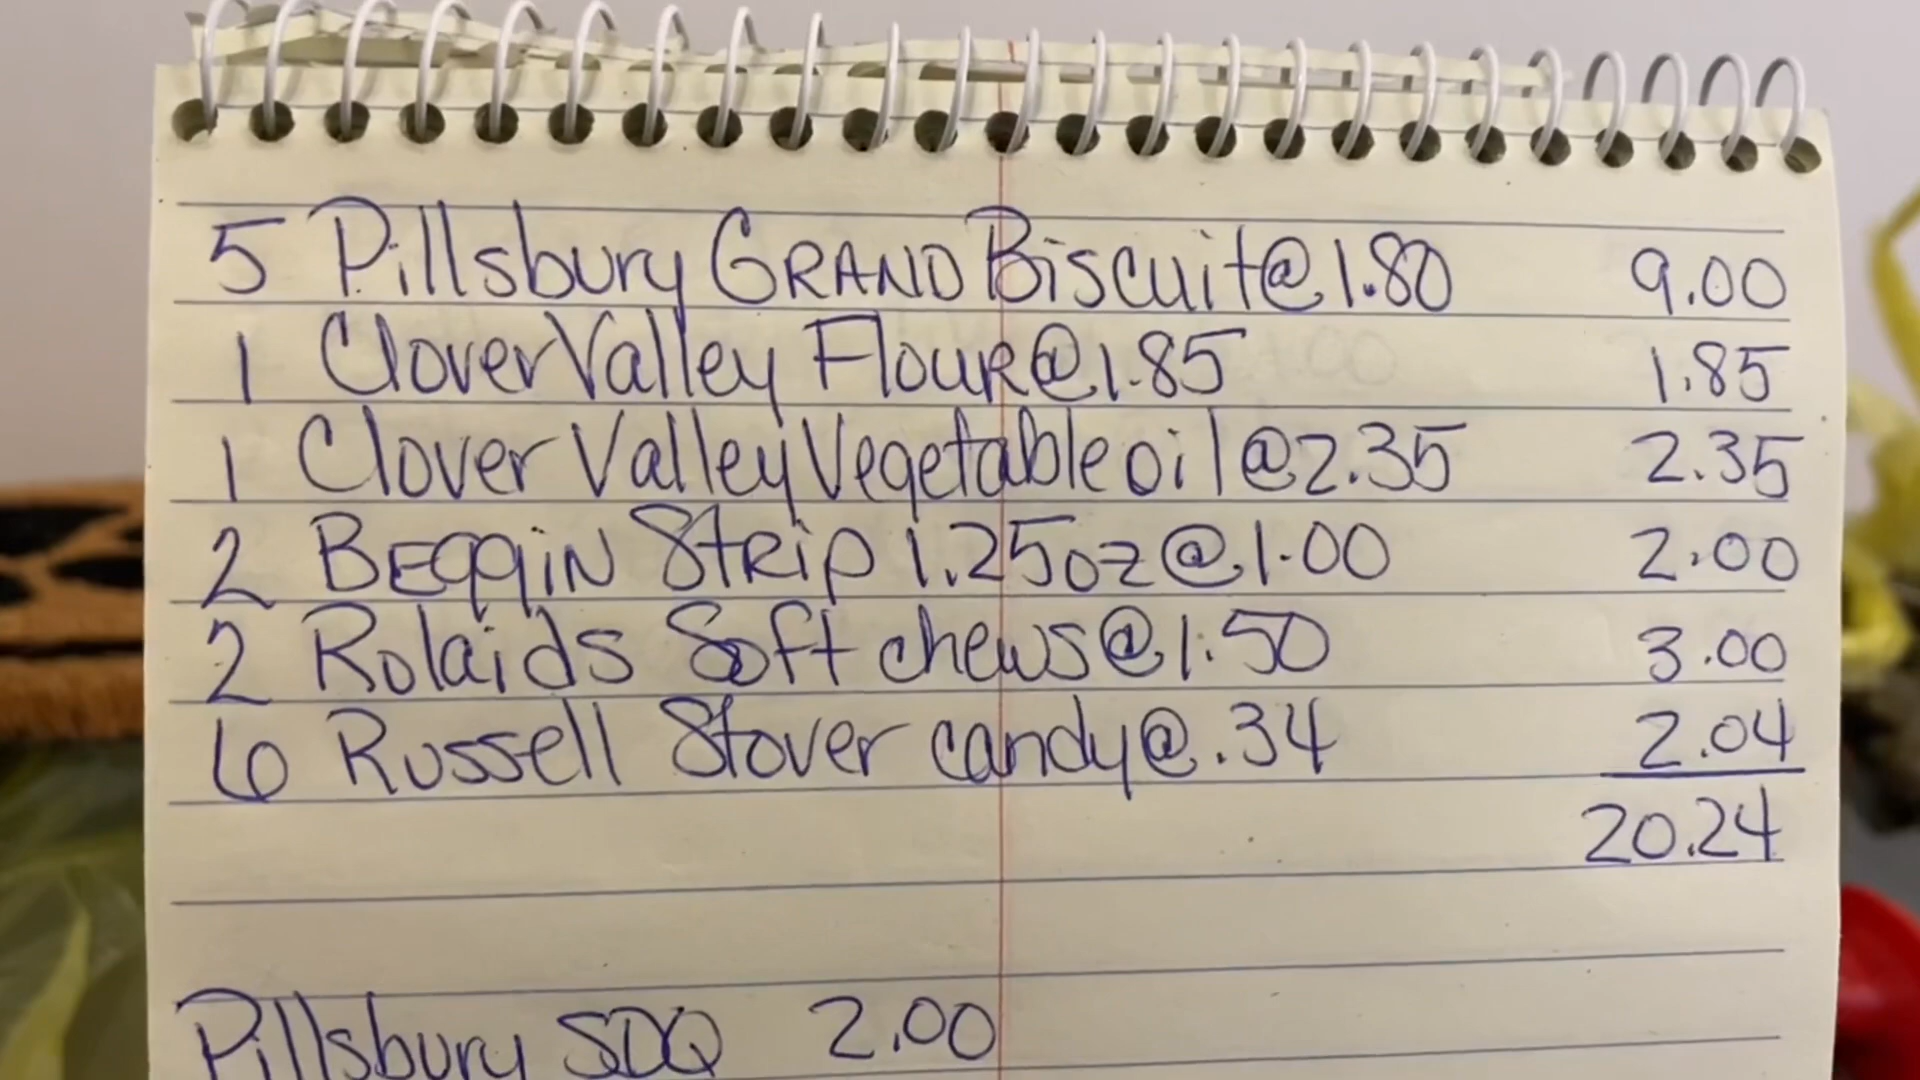 5 Pillsbury GRAND Biscuit@1.80 9.00
1 Clover Valley Flour@1.85 1.85
1 Clover Valley Vegetable oil@2.35 2.35
2 BEggiN Strip 1.25oz@1.00 2.00
2 Rolaids Soft chews@1.50 3.00
6 Russell Stover candy@.34 2.04
20.24
Pillsbury SDQ 2.00